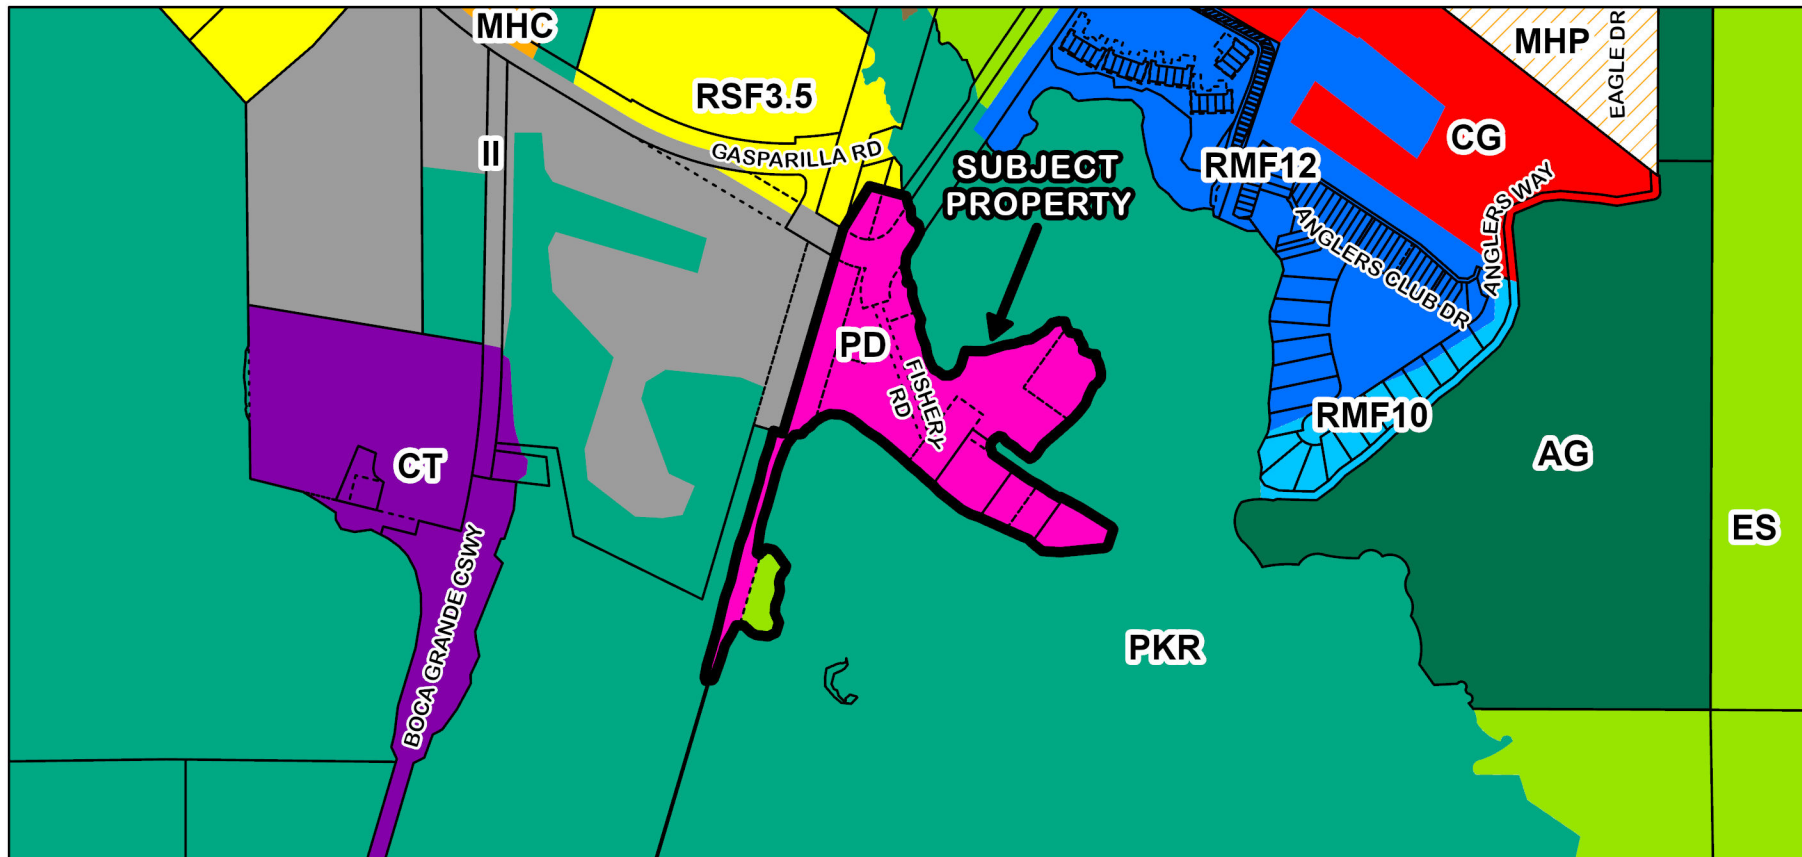 MHC
MHP
EAGLE DR
RSF3.5
CG
II
GASPARILLA RD
SUBJECT
PROPERTY
RMF12
ANGLERS WAY
ANGLERS CLUB DR
PD
FISHERY
RD
RMF10
CT
AG
ES
BOCA GRANDE CSWY
PKR